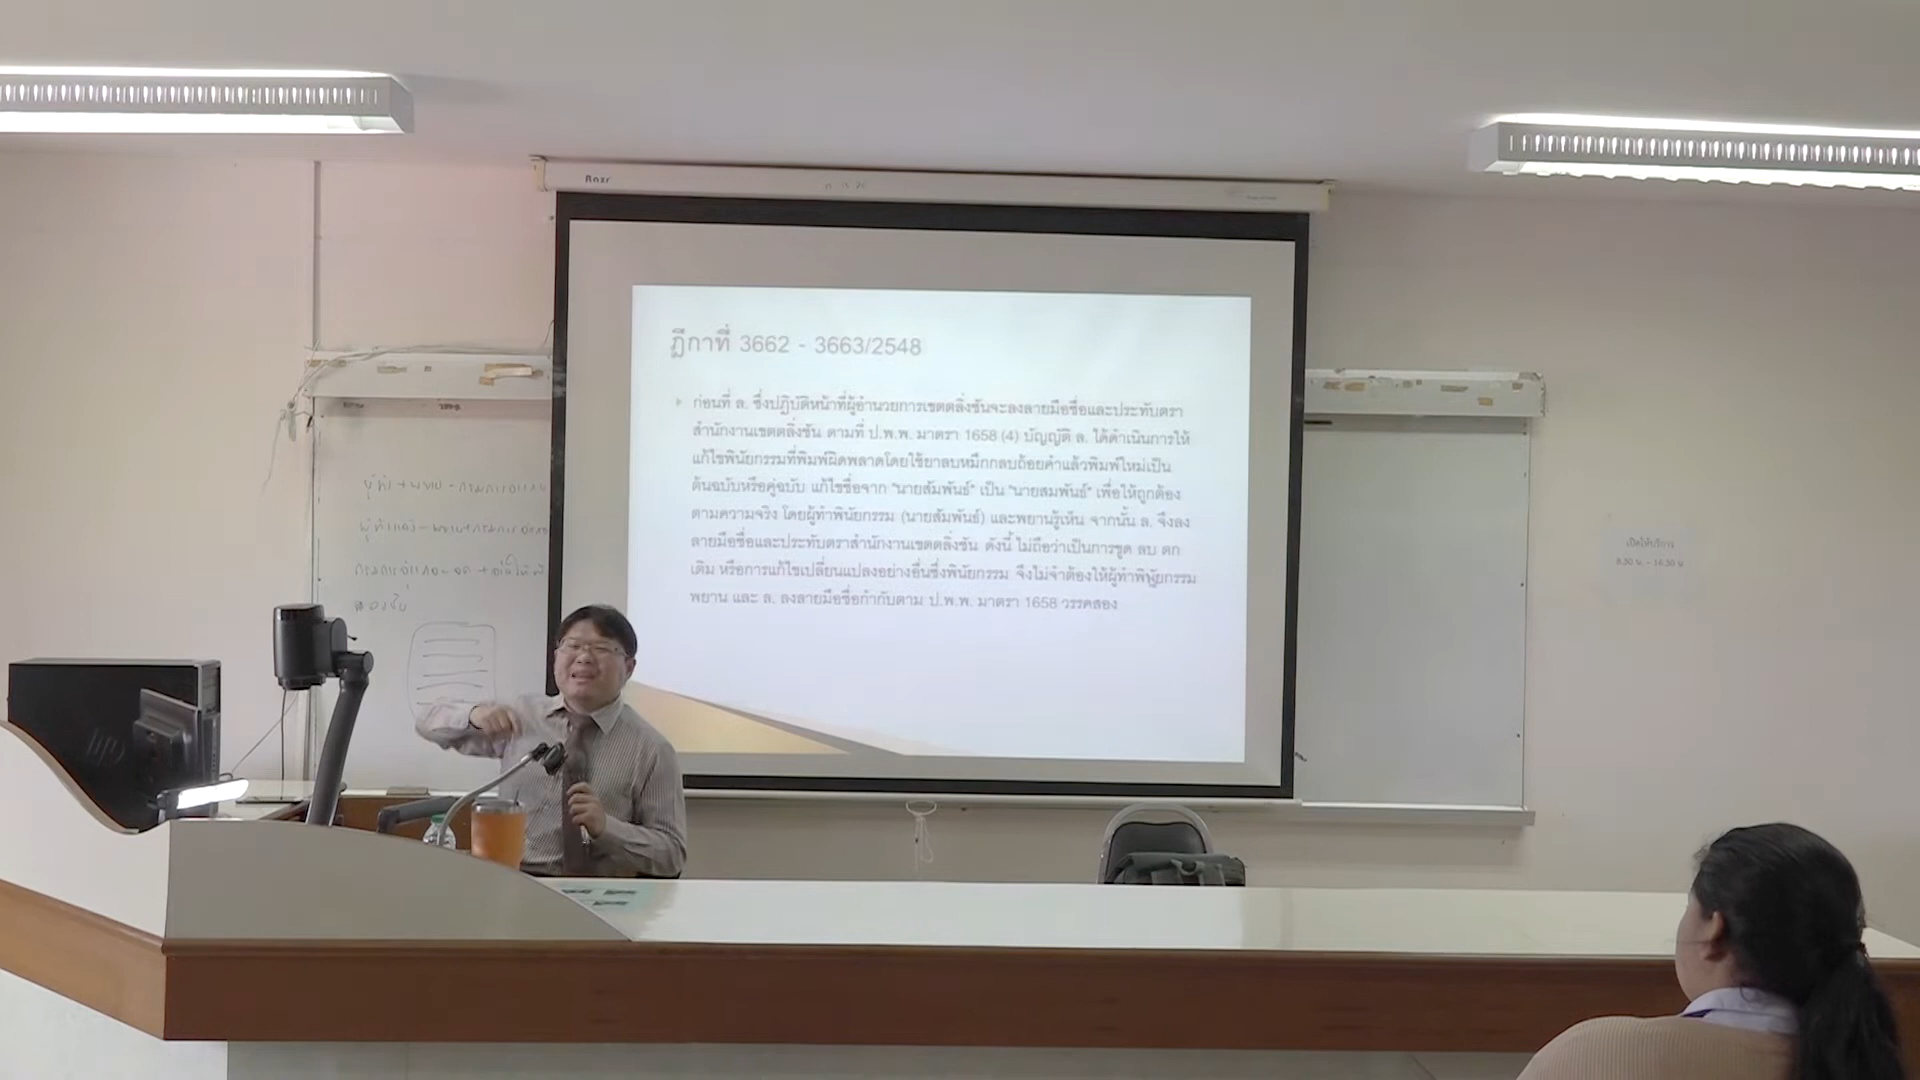 ฎีกาที่ 3662 - 3663/2548
ก่อนที่ ล. ซึ่งปฏิบัติหน้าที่ผู้อำนวยการเขตตลิ่งชันจะลงลายมือชื่อและประทับตรา
สำนักงานเขตตลิ่งชัน ตามที่ ป.พ.พ. มาตรา 1658 (4) บัญญัติ ล. ได้ดำเนินการให้
แก้ไขพินัยกรรมที่พิมพ์ผิดพลาดโดยใช้ยาลบหมึกกลบถ้อยคำแล้วพิมพ์ใหม่เป็น
ต้นฉบับหรือคู่ฉบับ แก้ไขชื่อจาก "นายสัมพันธ์" เป็น "นายสมพันธ์" เพื่อให้ถูกต้อง
ตามความจริง โดยผู้ทำพินัยกรรม (นายสัมพันธ์) และพยานรู้เห็น จากนั้น ล. จึงลง
ลายมือชื่อและประทับตราสำนักงานเขตตลิ่งชัน ดังนี้ ไม่ถือว่าเป็นการขูด ลบ ตก
เติม หรือการแก้ไขเปลี่ยนแปลงอย่างอื่นซึ่งพินัยกรรม จึงไม่จำต้องให้ผู้ทำพินัยกรรม
พยาน และ ล. ลงลายมือชื่อกำกับตาม ป.พ.พ. มาตรา 1658 วรรคสอง
เปิดให้บริการ
8.30 น. - 16.30 น.
hp